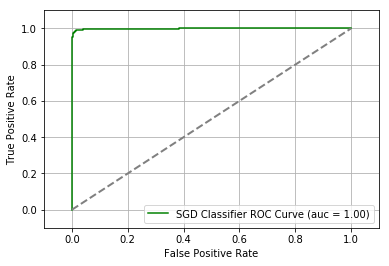 1.0
0.8
0.6
0.4
0.2
0.0
True Positive Rate
SGD Classifier ROC Curve (auc = 1.00)
0.0 0.2 0.4 0.6 0.8 1.0
False Positive Rate